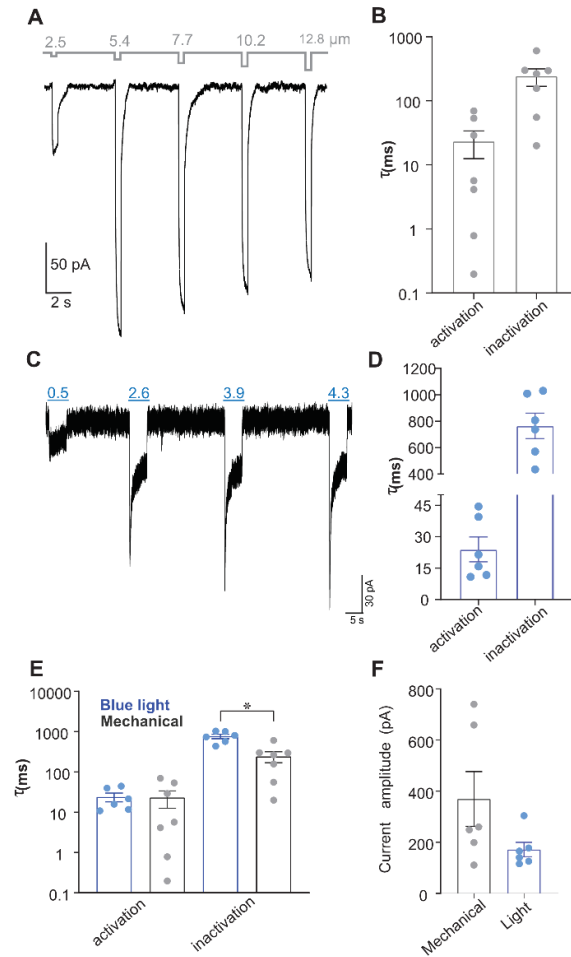 A
2.5 5.4 7.7 10.2 12.8 μm
50 pA
2 s
B
1000
100
10
1
0.1
τ(ms)
activation
inactivation
C
0.5 2.6 3.9 4.3
30 pA
5 s
D
1200
1000
800
600
400
45
30
15
0
τ(ms)
activation
inactivation
E
Blue light
Mechanical
*
10000
1000
100
10
1
0.1
τ(ms)
activation
inactivation
F
800
600
400
200
0
Current amplitude (pA)
Mechanical
Light